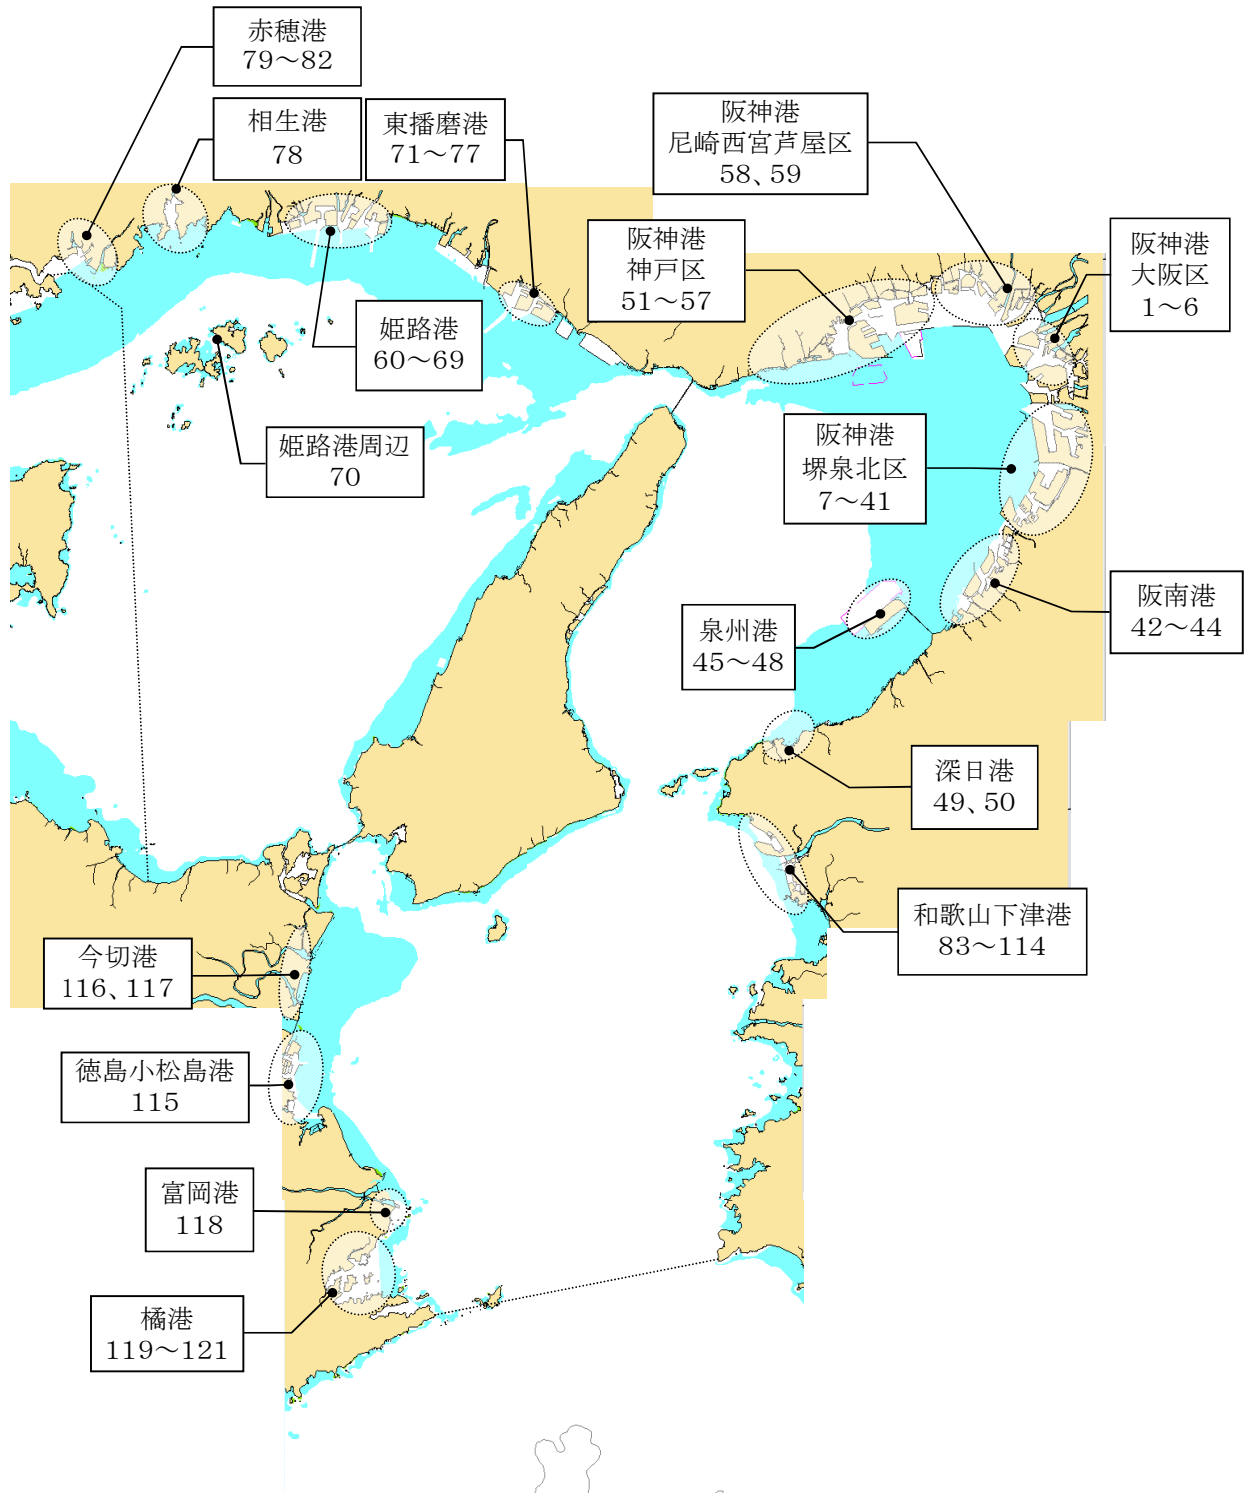 赤穂港
79～82
相生港
78
東播磨港
71～77
阪神港
尼崎西宮芦屋区
58、59
阪神港
神戸区
51～57
阪神港
大阪区
1～6
姫路港
60～69
姫路港周辺
70
阪神港
堺泉北区
7～41
阪南港
42～44
泉州港
45～48
深日港
49、50
和歌山下津港
83～114
今切港
116、117
徳島小松島港
115
富岡港
118
橘港
119～121